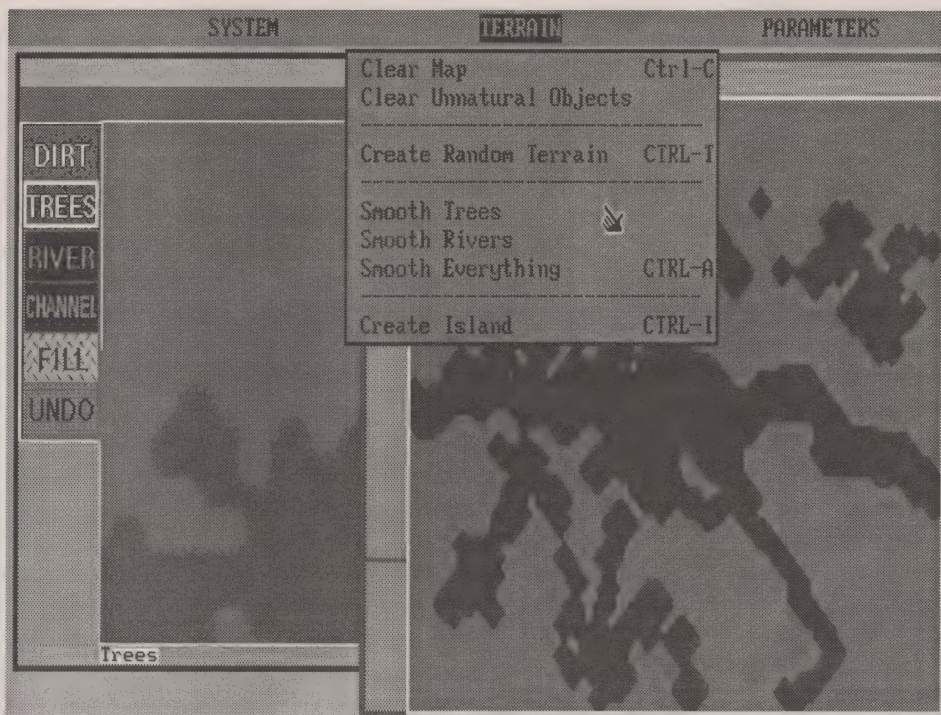 SYSTEM TERRAIN PARAMETERS
Clear Map Ctrl-C
Clear Unnatural Objects
Create Random Terrain CTRL-T
Smooth Trees
Smooth Rivers
Smooth Everything CTRL-A
Create Island CTRL-I
DIRT
TREES
RIVER
CHANNEL
FILL
UNDO
Trees